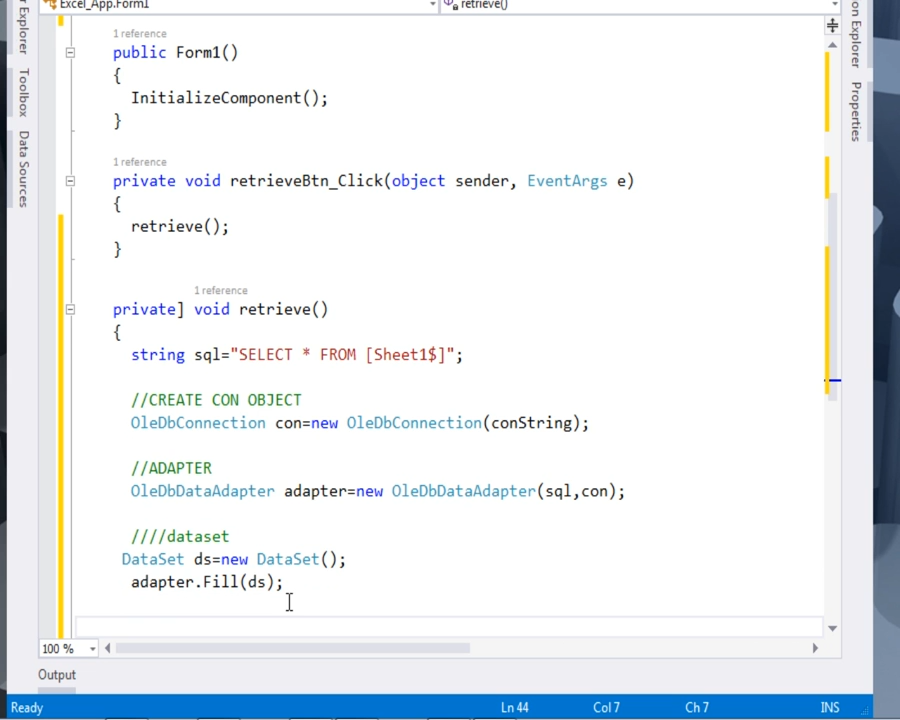 Excel_App.Form1
retrieve()
Explorer
Toolbox
Data Sources
on Explorer
Properties
1 reference
public Form1()
{
InitializeComponent();
}
1 reference
private void retrieveBtn_Click(object sender, EventArgs e)
{
retrieve();
}
1 reference
private] void retrieve()
{
string sql="SELECT * FROM [Sheet1$]";
//CREATE CON OBJECT
OleDbConnection con=new OleDbConnection(conString);
//ADAPTER
OleDbDataAdapter adapter=new OleDbDataAdapter(sql,con);
////dataset
DataSet ds=new DataSet();
adapter.Fill(ds);
100 %
Output
Ready Ln 44 Col 7 Ch 7 INS